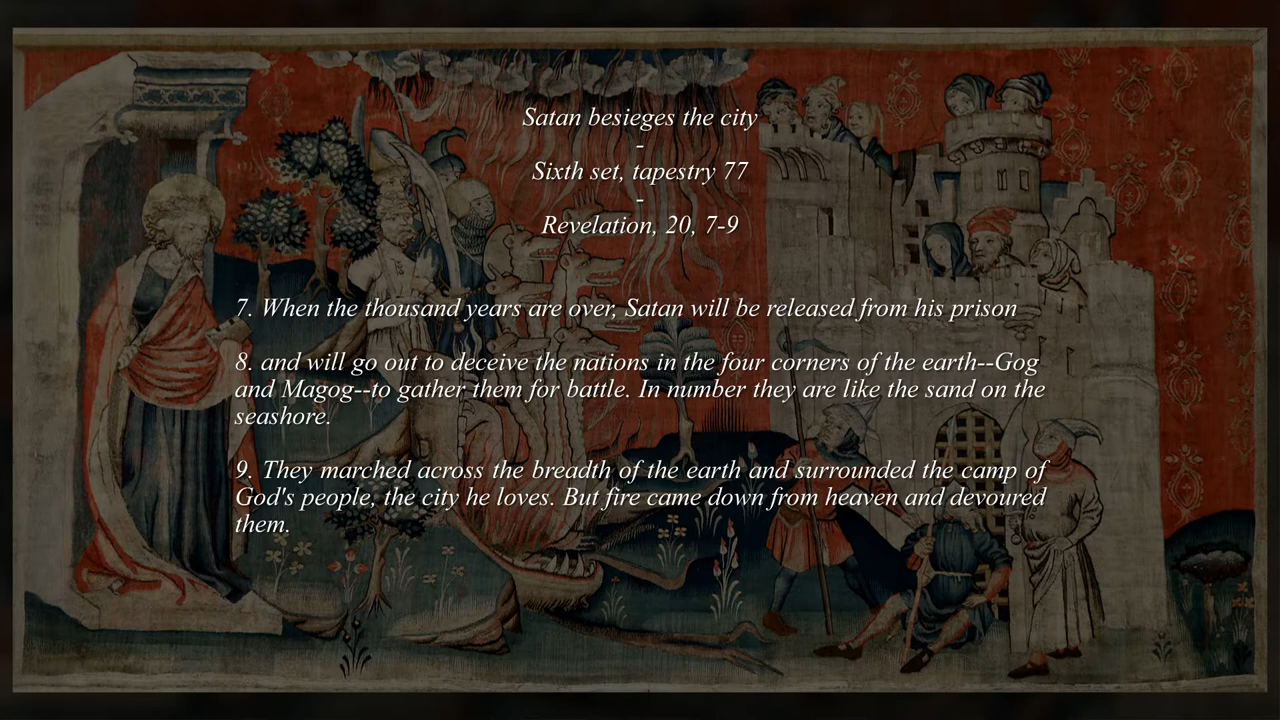 Satan besieges the city
-
Sixth set, tapestry 77
-
Revelation, 20, 7-9
7. When the thousand years are over, Satan will be released from his prison
8. and will go out to deceive the nations in the four corners of the earth--Gog
and Magog--to gather them for battle. In number they are like the sand on the
seashore.
9. They marched across the breadth of the earth and surrounded the camp of
God's people, the city he loves. But fire came down from heaven and devoured
them.